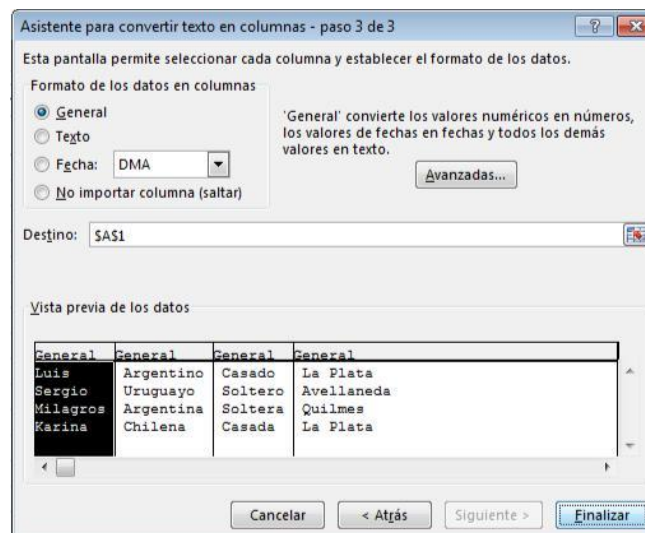 Asistente para convertir texto en columnas - paso 3 de 3
Esta pantalla permite seleccionar cada columna y establecer el formato de los datos.
Formato de los datos en columnas
General
Texto
Fecha: DMA
No importar columna (saltar)
'General' convierte los valores numéricos en números,
los valores de fechas en fechas y todos los demás
valores en texto.
Avanzadas...
Destino: $A$1
Vista previa de los datos
General General General General
Luis Argentino Casado La Plata
Sergio Uruguayo Soltero Avellaneda
Milagros Argentina Soltera Quilmes
Karina Chilena Casada La Plata
Cancelar < Atrás Siguiente > Finalizar